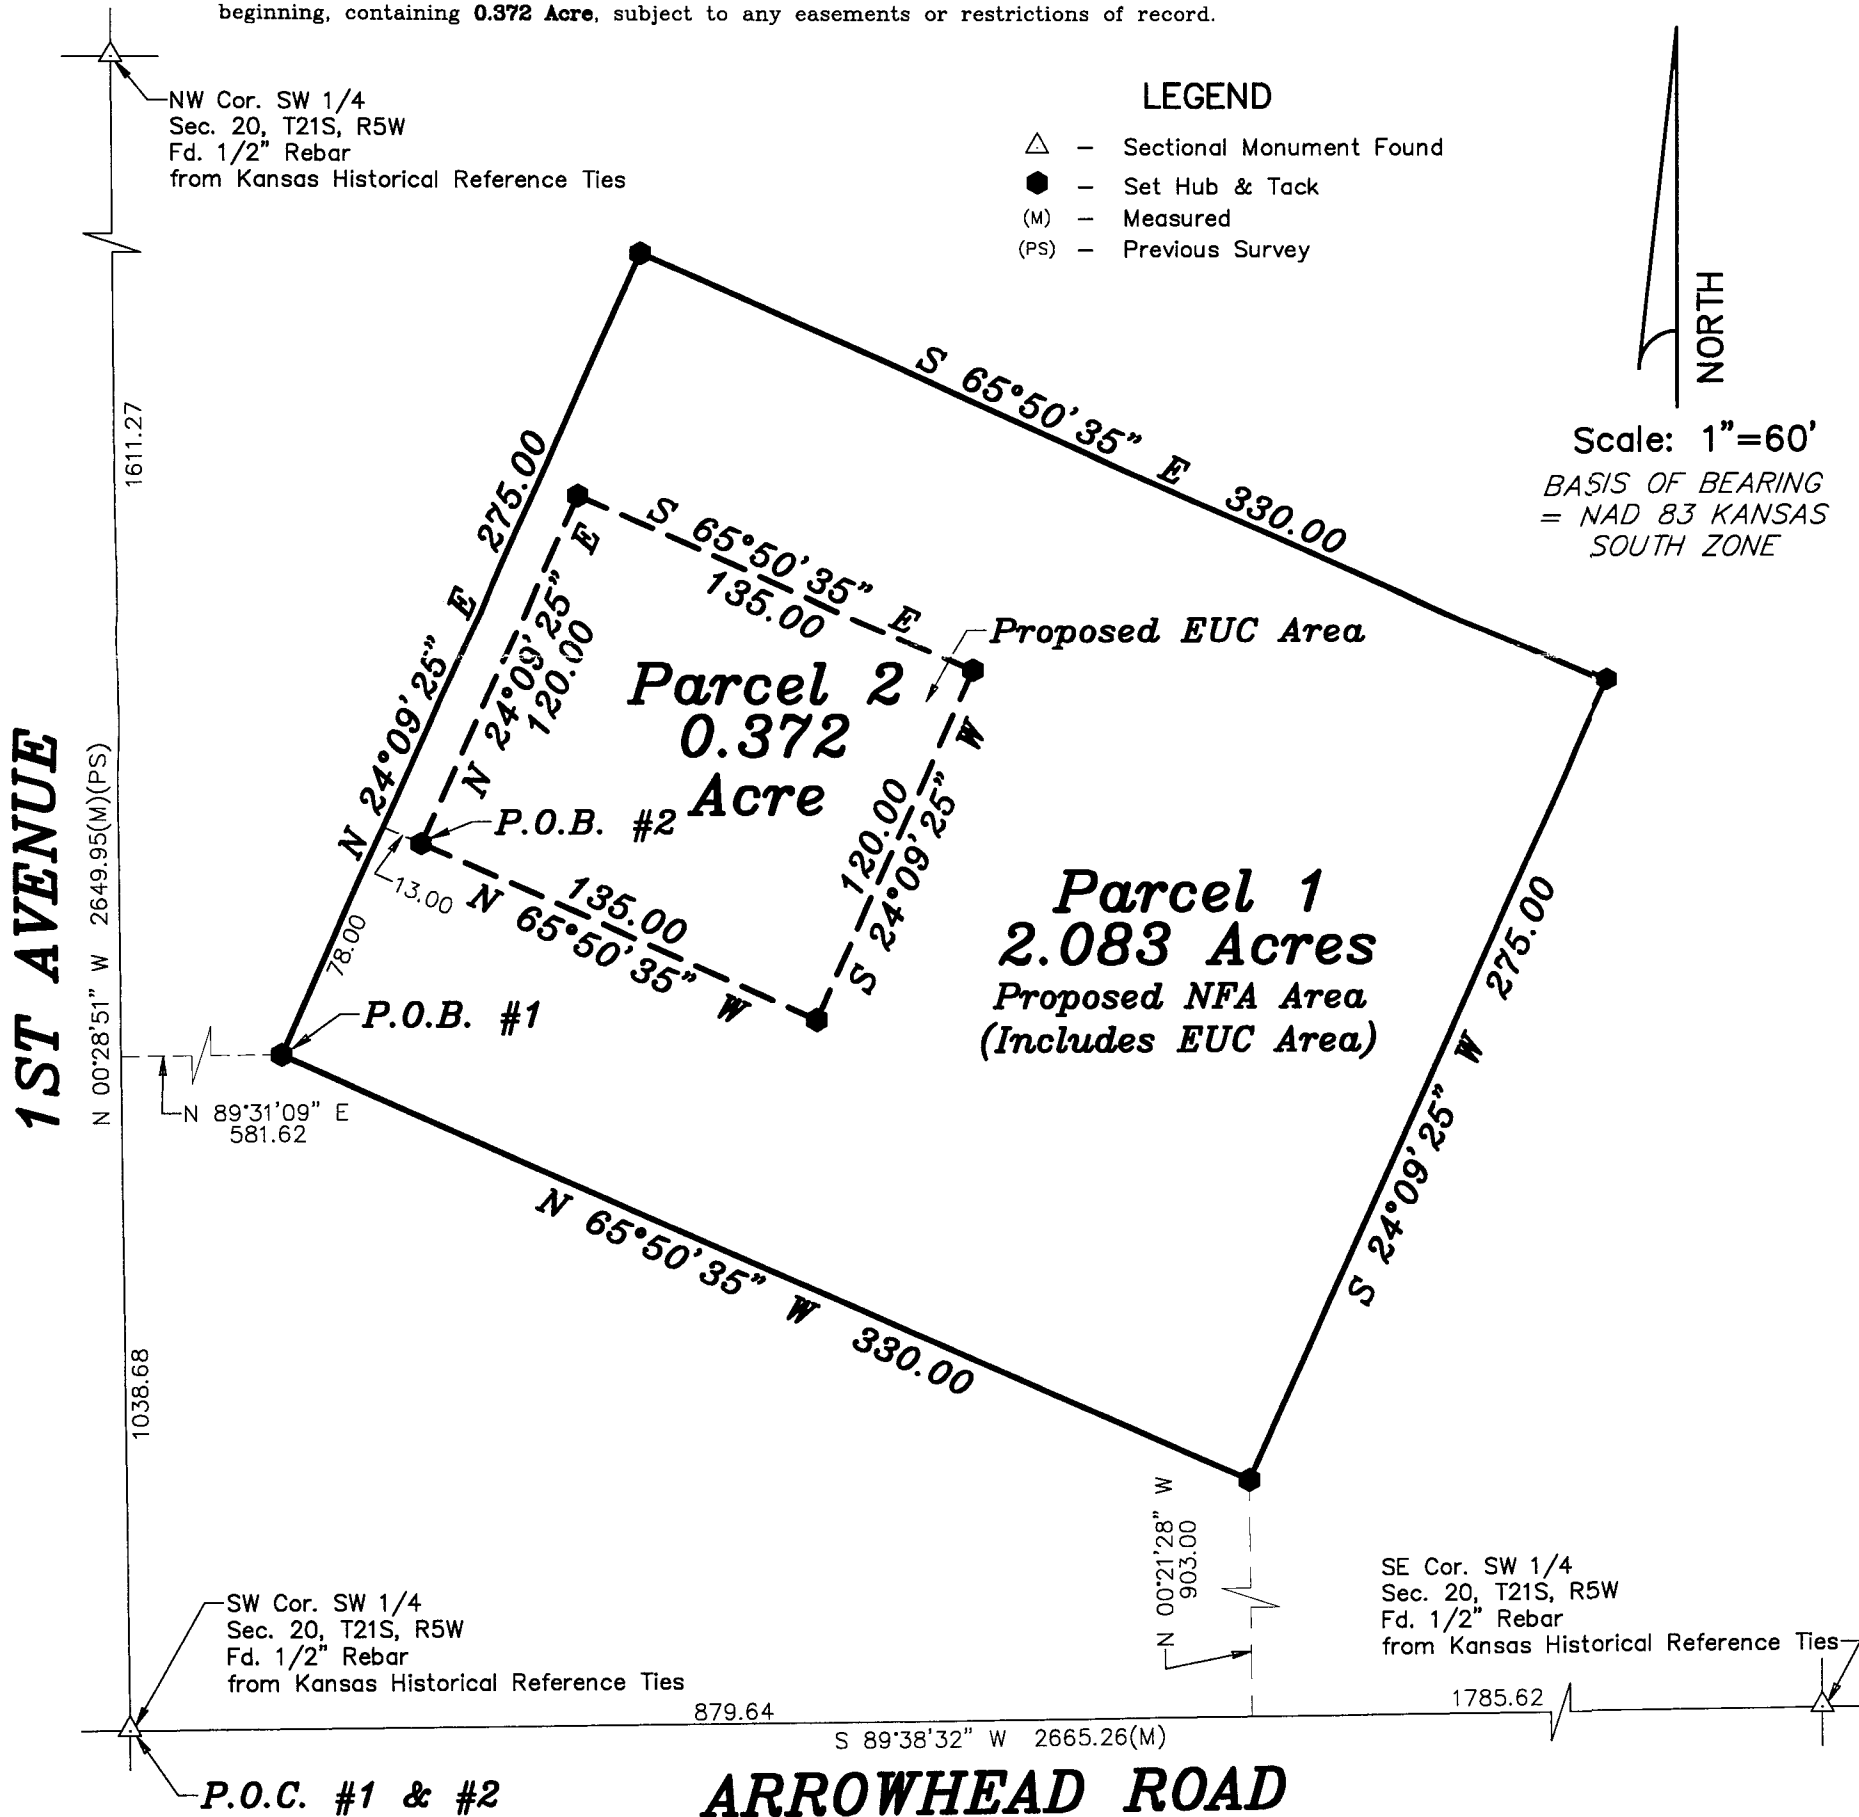 beginning, containing 0.372 Acre, subject to any easements or restrictions of record.
NW Cor. SW 1/4
Sec. 20, T21S, R5W
Fd. 1/2" Rebar
from Kansas Historical Reference Ties
LEGEND
△ – Sectional Monument Found
⬢ – Set Hub & Tack
(M) – Measured
(PS) – Previous Survey
NORTH
Scale: 1"=60'
BASIS OF BEARING
= NAD 83 KANSAS
SOUTH ZONE
1611.27
N 24°09'25" E 275.00
S 65°50'35" E 330.00
S 65°50'35" E
135.00
N 24°09'25" E
120.00
Proposed EUC Area
Parcel 2
0.372
Acre
P.O.B. #2
120.00
S 24°09'25" W
13.00
135.00
N 65°50'35" W
78.00
Parcel 1
2.083 Acres
Proposed NFA Area
(Includes EUC Area)
S 24°09'25" W 275.00
1ST AVENUE
N 00°28'51" W 2649.95(M)(PS)
P.O.B. #1
N 89°31'09" E
581.62
N 65°50'35" W 330.00
1038.68
N 00°21'28" W
903.00
SW Cor. SW 1/4
Sec. 20, T21S, R5W
Fd. 1/2" Rebar
from Kansas Historical Reference Ties
SE Cor. SW 1/4
Sec. 20, T21S, R5W
Fd. 1/2" Rebar
from Kansas Historical Reference Ties
879.64
1785.62
S 89°38'32" W 2665.26(M)
P.O.C. #1 & #2
ARROWHEAD ROAD